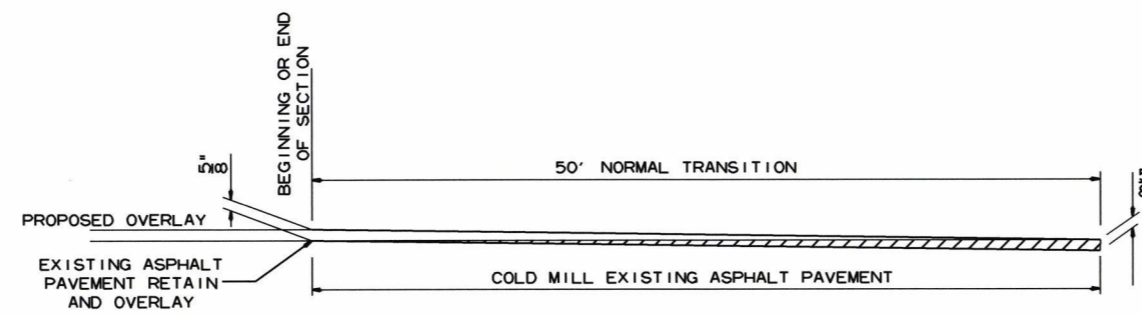 BEGINNING OR END
OF SECTION
5"
8
50' NORMAL TRANSITION
PROPOSED OVERLAY
EXISTING ASPHALT
PAVEMENT RETAIN
AND OVERLAY
COLD MILL EXISTING ASPHALT PAVEMENT